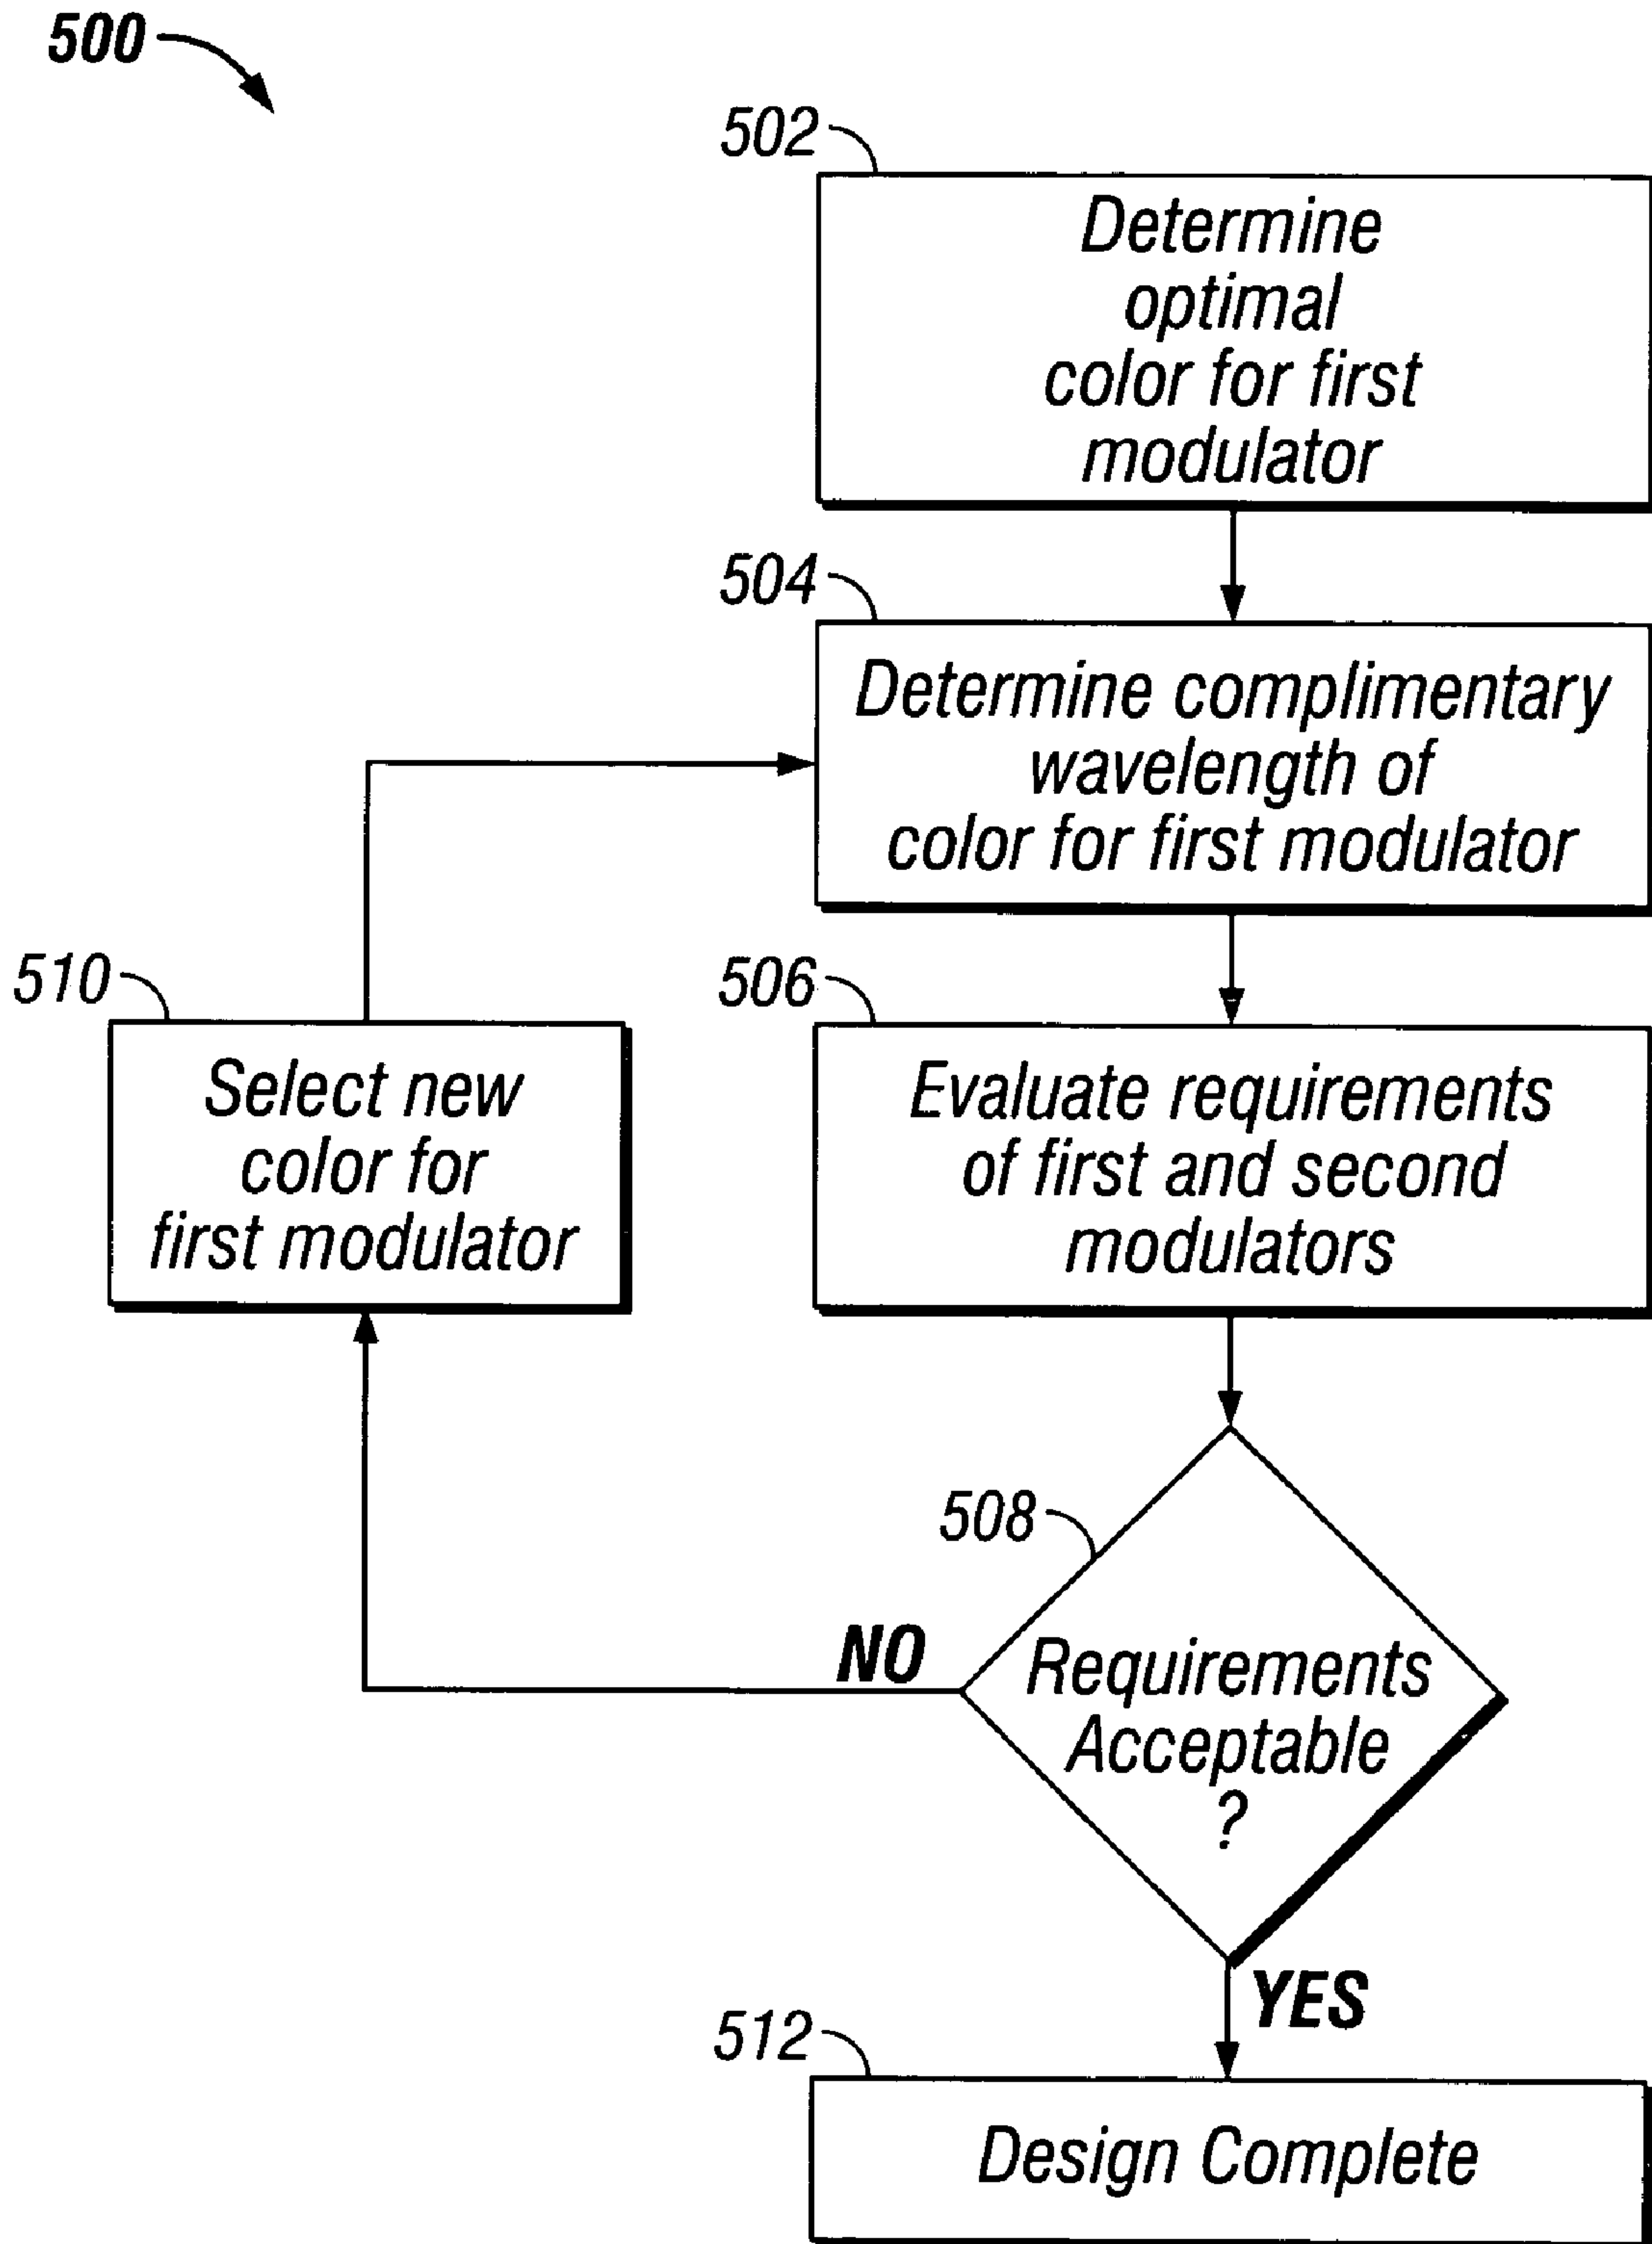 500
502
Determine
optimal
color for first
modulator
504
Determine complimentary
wavelength of
color for first modulator
510
Select new
color for
first modulator
506
Evaluate requirements
of first and second
modulators
508
NO
Requirements
Acceptable
?
YES
512
Design Complete